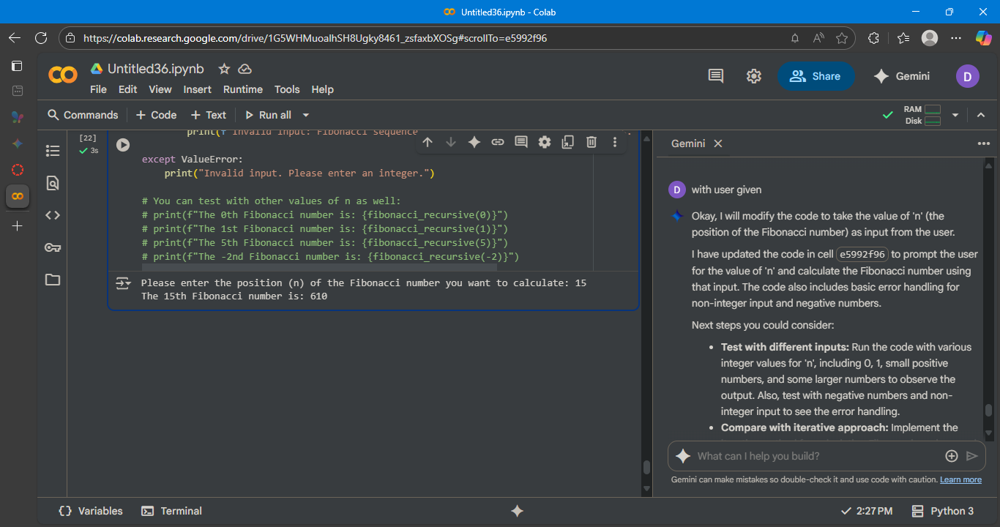 Untitled36.ipynb - Colab
https://colab.research.google.com/drive/1G5WHMuoalhSH8Ugky8461_zsfaxbXOSg#scrollTo=e5992f96
Untitled36.ipynb
File Edit View Insert Runtime Tools Help
Share
Gemini
D
Commands + Code + Text Run all
RAM
Disk
[22]
3s
print(f"Invalid input: Fibonacci sequence
except ValueError:
print("Invalid input. Please enter an integer.")
# You can test with other values of n as well:
# print(f"The 0th Fibonacci number is: {fibonacci_recursive(0)}")
# print(f"The 1st Fibonacci number is: {fibonacci_recursive(1)}")
# print(f"The 5th Fibonacci number is: {fibonacci_recursive(5)}")
# print(f"The -2nd Fibonacci number is: {fibonacci_recursive(-2)}")
Please enter the position (n) of the Fibonacci number you want to calculate: 15
The 15th Fibonacci number is: 610
Gemini
D with user given
Okay, I will modify the code to take the value of 'n' (the
position of the Fibonacci number) as input from the user.
I have updated the code in cell e5992f96 to prompt the user
for the value of 'n' and calculate the Fibonacci number using
that input. The code also includes basic error handling for
non-integer input and negative numbers.
Next steps you could consider:
• Test with different inputs: Run the code with various
integer values for 'n', including 0, 1, small positive
numbers, and some larger numbers to observe the
output. Also, test with negative numbers and non-
integer input to see the error handling.
• Compare with iterative approach: Implement the
What can I help you build?
Gemini can make mistakes so double-check it and use code with caution. Learn more
{} Variables Terminal
2:27 PM Python 3